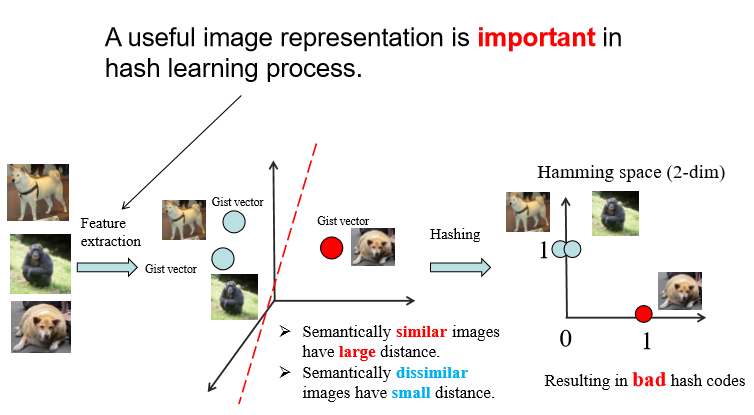 A useful image representation is important in
hash learning process.
Feature
extraction
Gist vector
Gist vector
Gist vector
Hashing
Semantically similar images
have large distance.
Semantically dissimilar
images have small distance.
Hamming space (2-dim)
1
0
1
Resulting in bad hash codes